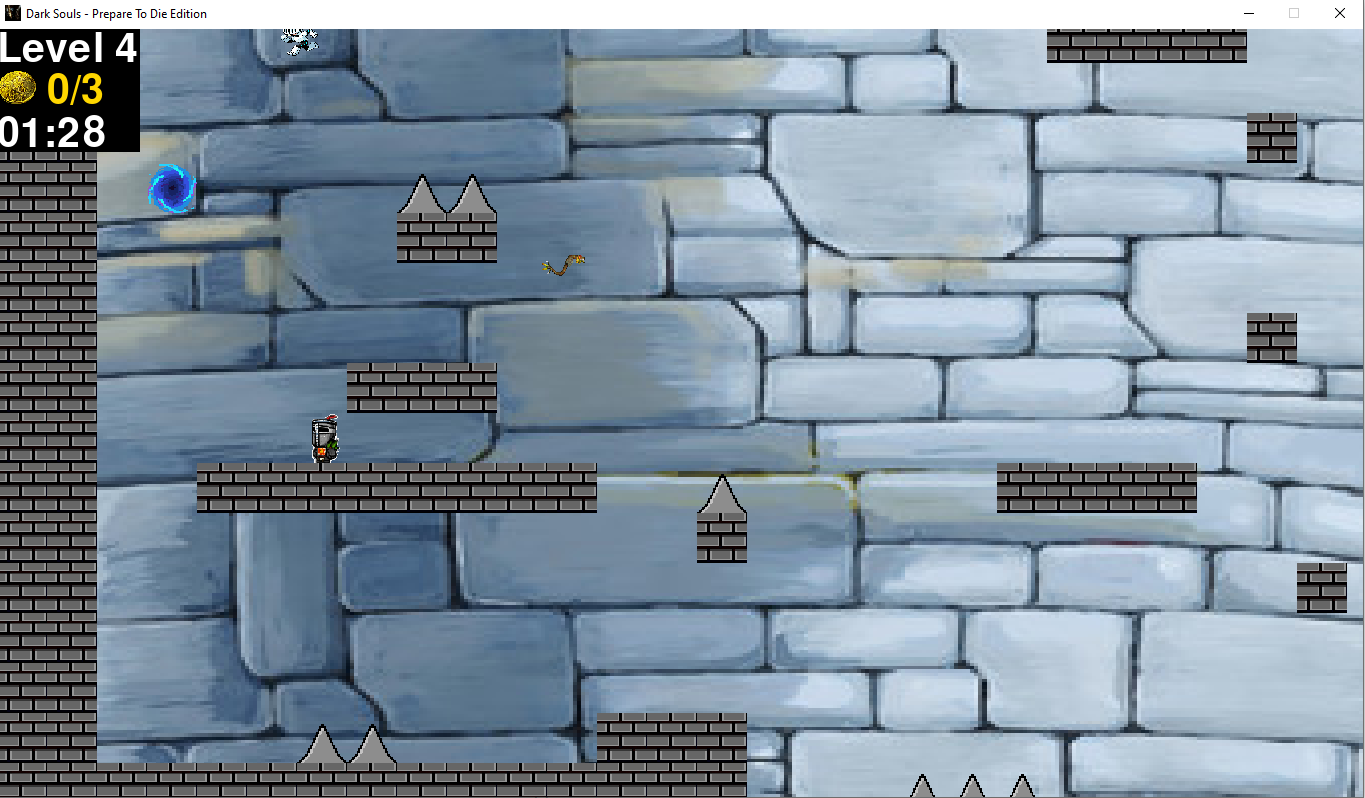 Dark Souls - Prepare To Die Edition
Level 4
0/3
01:28